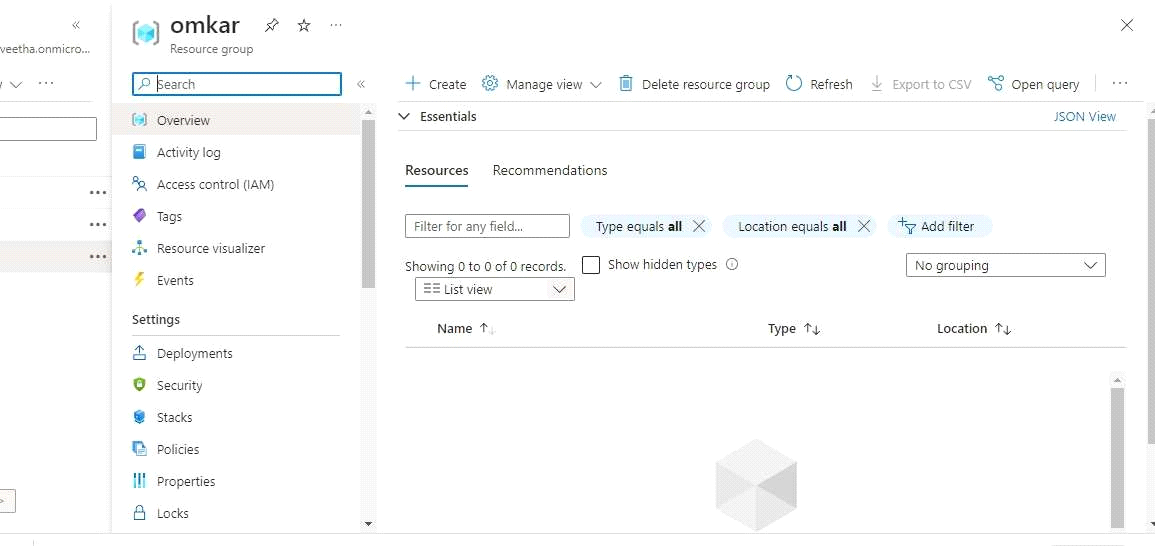 omkar
Resource group
veetha.onmicro...
Search
Overview
Activity log
Access control (IAM)
Tags
Resource visualizer
Events
Settings
Deployments
Security
Stacks
Policies
Properties
Locks
Create Manage view Delete resource group Refresh Export to CSV Open query
Essentials JSON View
Resources Recommendations
Filter for any field... Type equals all Location equals all Add filter
Showing 0 to 0 of 0 records. Show hidden types No grouping
List view
Name Type Location